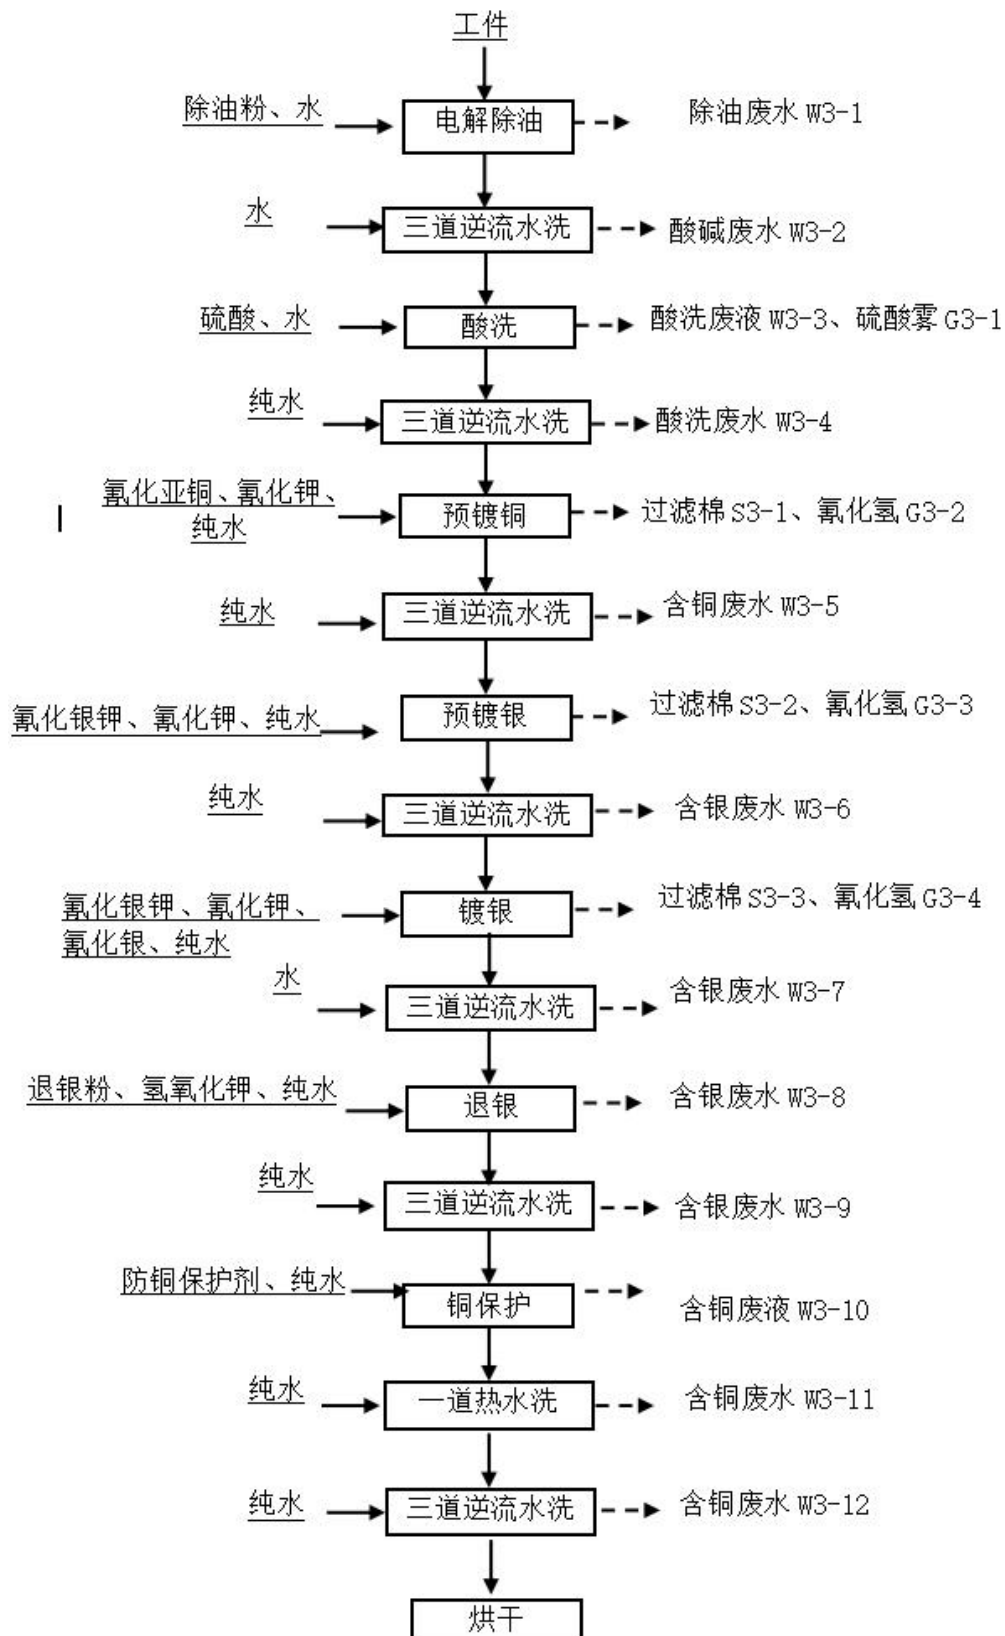 工件
除油粉、水
电解除油
除油废水 W3-1
水
三道逆流水洗
酸碱废水 W3-2
硫酸、水
酸洗
酸洗废液 W3-3、硫酸雾 G3-1
纯水
三道逆流水洗
酸洗废水 W3-4
氰化亚铜、氰化钾、
纯水
预镀铜
过滤棉 S3-1、氰化氢 G3-2
纯水
三道逆流水洗
含铜废水 W3-5
氰化银钾、氰化钾、纯水
预镀银
过滤棉 S3-2、氰化氢 G3-3
纯水
三道逆流水洗
含银废水 W3-6
氰化银钾、氰化钾、
氰化银、纯水
镀银
过滤棉 S3-3、氰化氢 G3-4
水
三道逆流水洗
含银废水 W3-7
退银粉、氢氧化钾、纯水
退银
含银废水 W3-8
纯水
三道逆流水洗
含银废水 W3-9
防铜保护剂、纯水
铜保护
含铜废液 W3-10
纯水
一道热水洗
含铜废水 W3-11
纯水
三道逆流水洗
含铜废水 W3-12
烘干